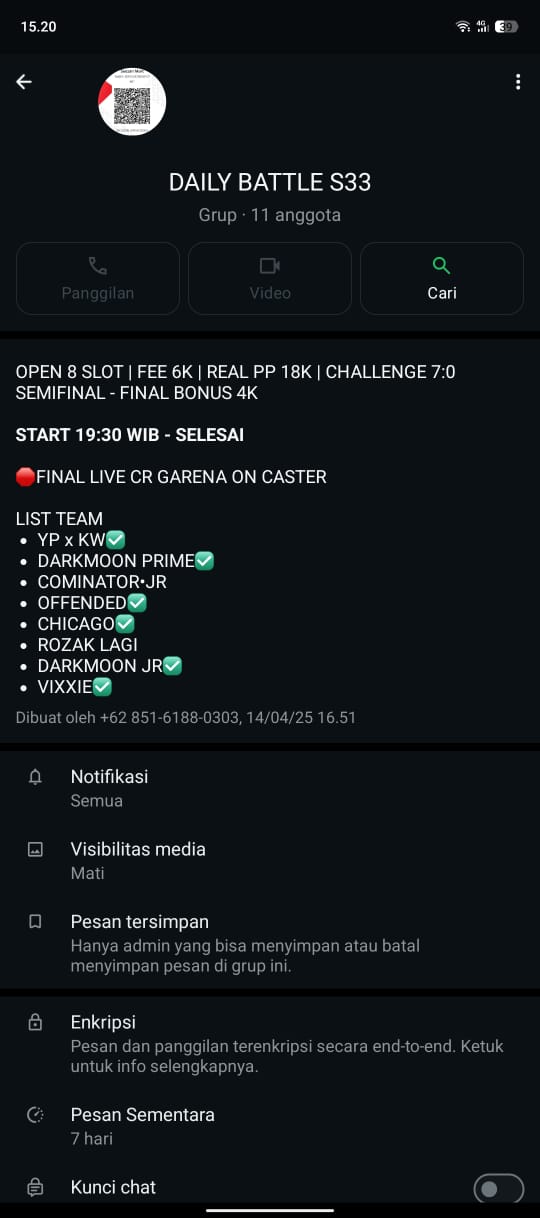 15.20
4G
39
DAILY BATTLE S33
Grup · 11 anggota
Panggilan
Video
Cari
OPEN 8 SLOT | FEE 6K | REAL PP 18K | CHALLENGE 7:0
SEMIFINAL - FINAL BONUS 4K
START 19:30 WIB - SELESAI
🛑FINAL LIVE CR GARENA ON CASTER
LIST TEAM
• YP x KW✅
• DARKMOON PRIME✅
• COMINATOR•JR
• OFFENDED✅
• CHICAGO✅
• ROZAK LAGI
• DARKMOON JR✅
• VIXXIE✅
Dibuat oleh +62 851-6188-0303, 14/04/25 16.51
Notifikasi
Semua
Visibilitas media
Mati
Pesan tersimpan
Hanya admin yang bisa menyimpan atau batal
menyimpan pesan di grup ini.
Enkripsi
Pesan dan panggilan terenkripsi secara end-to-end. Ketuk
untuk info selengkapnya.
Pesan Sementara
7 hari
Kunci chat